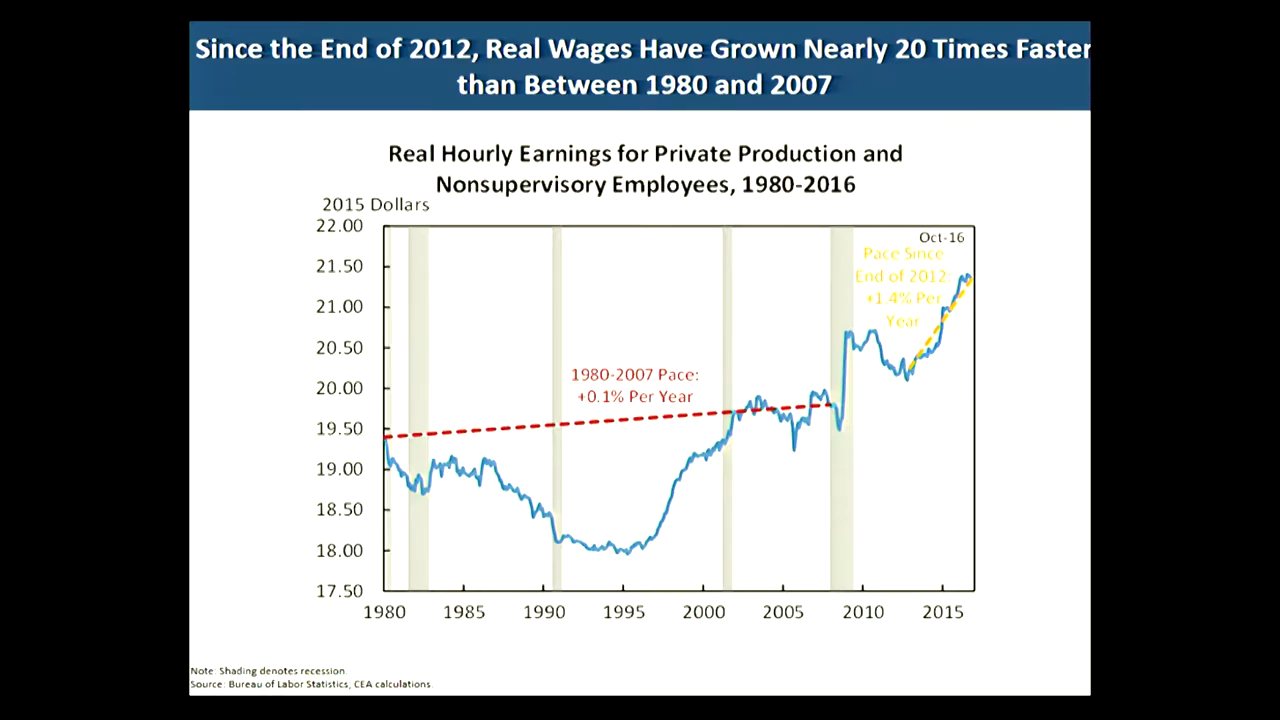 Since the End of 2012, Real Wages Have Grown Nearly 20 Times Faster
than Between 1980 and 2007
Real Hourly Earnings for Private Production and
Nonsupervisory Employees, 1980-2016
2015 Dollars
22.00
21.50
21.00
20.50
20.00
19.50
19.00
18.50
18.00
17.50
Oct-16
Pace Since
End of 2012:
+1.4% Per
Year
1980-2007 Pace:
+0.1% Per Year
1980 1985 1990 1995 2000 2005 2010 2015
Note: Shading denotes recession.
Source: Bureau of Labor Statistics; CEA calculations.